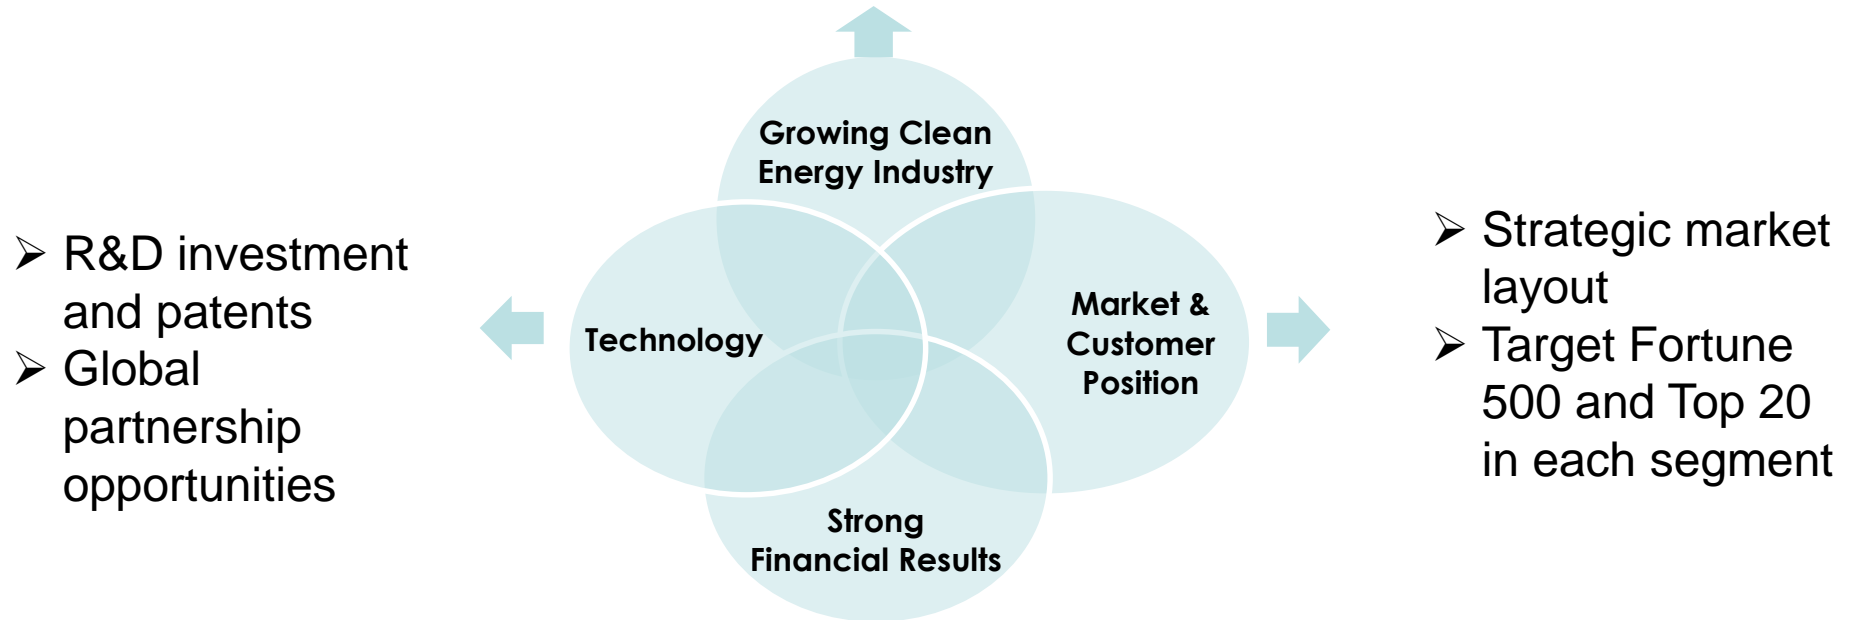 Growing Clean
Energy Industry
➢ R&D investment
and patents
➢ Global
partnership
opportunities
Technology
Market &
Customer
Position
➢ Strategic market
layout
➢ Target Fortune
500 and Top 20
in each segment
Strong
Financial Results